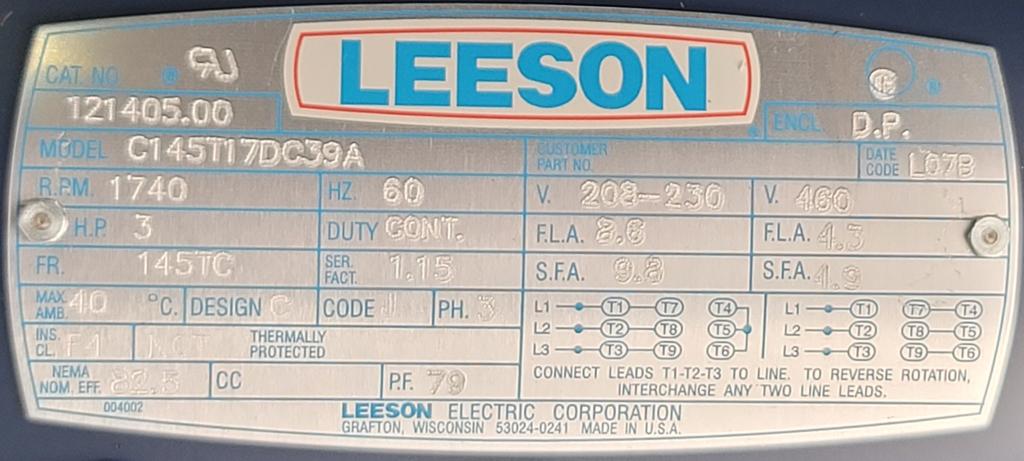 LEESON
CAT. NO.
121405.00
ENCL. D.P.
MODEL C145T17DC39A
CUSTOMER PART NO.
DATE CODE L07B
R.P.M. 1740 HZ. 60 V. 208-230 V. 460
H.P. 3 DUTY CONT. F.L.A. 8.6 F.L.A. 4.3
FR. 145TC SER. FACT. 1.15 S.F.A. 9.8 S.F.A. 4.9
MAX. AMB. 40 °C. DESIGN C CODE J PH. 3
L1 T1 T7 T4 L1 T1 T7 T4
L2 T2 T8 T5 L2 T2 T8 T5
L3 T3 T9 T6 L3 T3 T9 T6
INS. CL. F1 NOT THERMALLY PROTECTED
NEMA NOM. EFF. 82.5 CC P.F. 79
CONNECT LEADS T1-T2-T3 TO LINE. TO REVERSE ROTATION,
INTERCHANGE ANY TWO LINE LEADS.
004002
LEESON ELECTRIC CORPORATION
GRAFTON, WISCONSIN 53024-0241 MADE IN U.S.A.